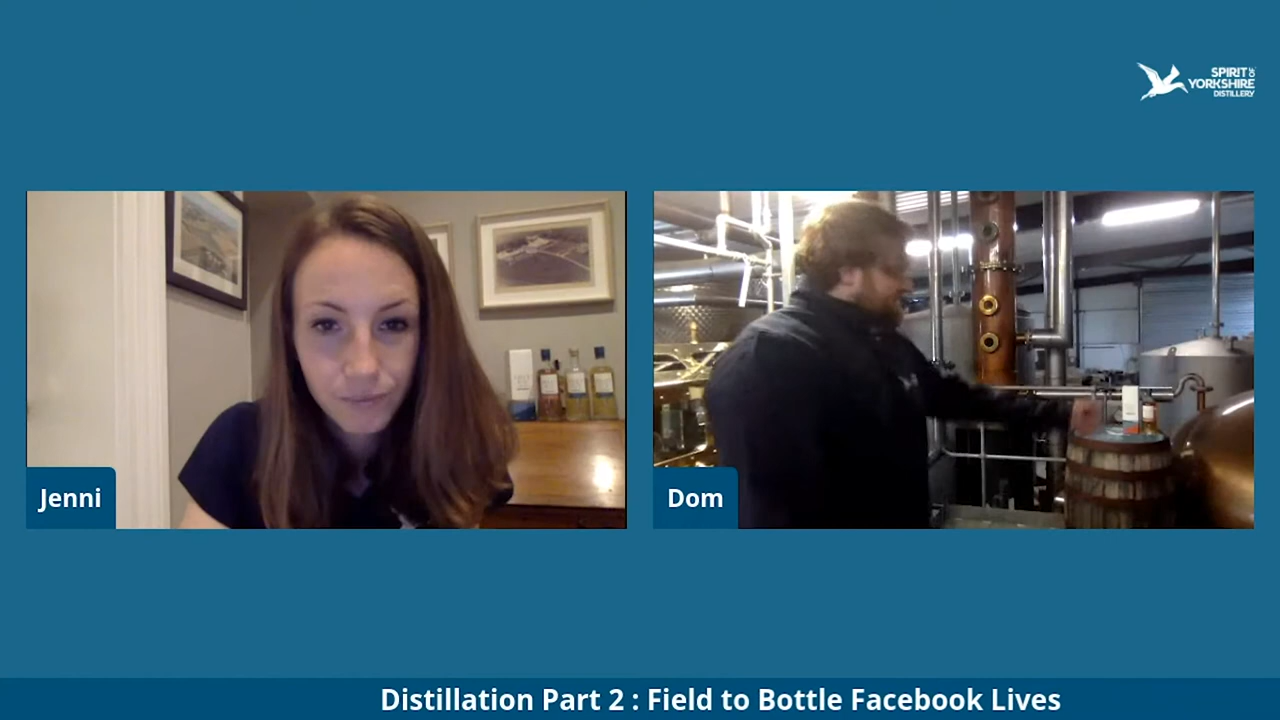 SPIRIT OF
YORKSHIRE
DISTILLERY
Jenni
Dom
Distillation Part 2 : Field to Bottle Facebook Lives